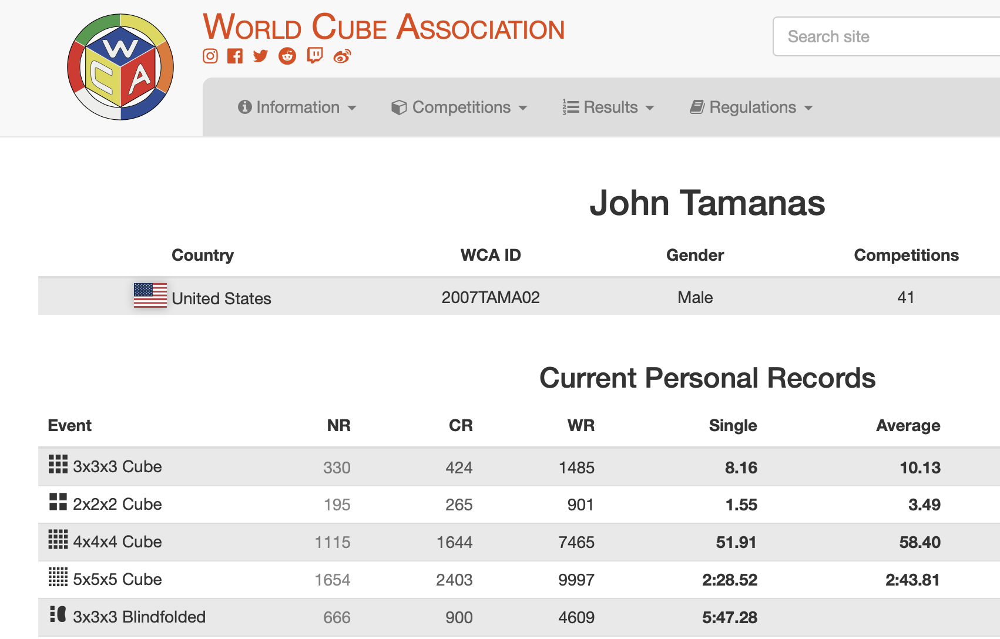 W
C
A
World Cube Association
Search site
Information
Competitions
Results
Regulations
John Tamanas
Country WCA ID Gender Competitions
United States 2007TAMA02 Male 41
Current Personal Records
Event NR CR WR Single Average
3x3x3 Cube 330 424 1485 8.16 10.13
2x2x2 Cube 195 265 901 1.55 3.49
4x4x4 Cube 1115 1644 7465 51.91 58.40
5x5x5 Cube 1654 2403 9997 2:28.52 2:43.81
3x3x3 Blindfolded 666 900 4609 5:47.28